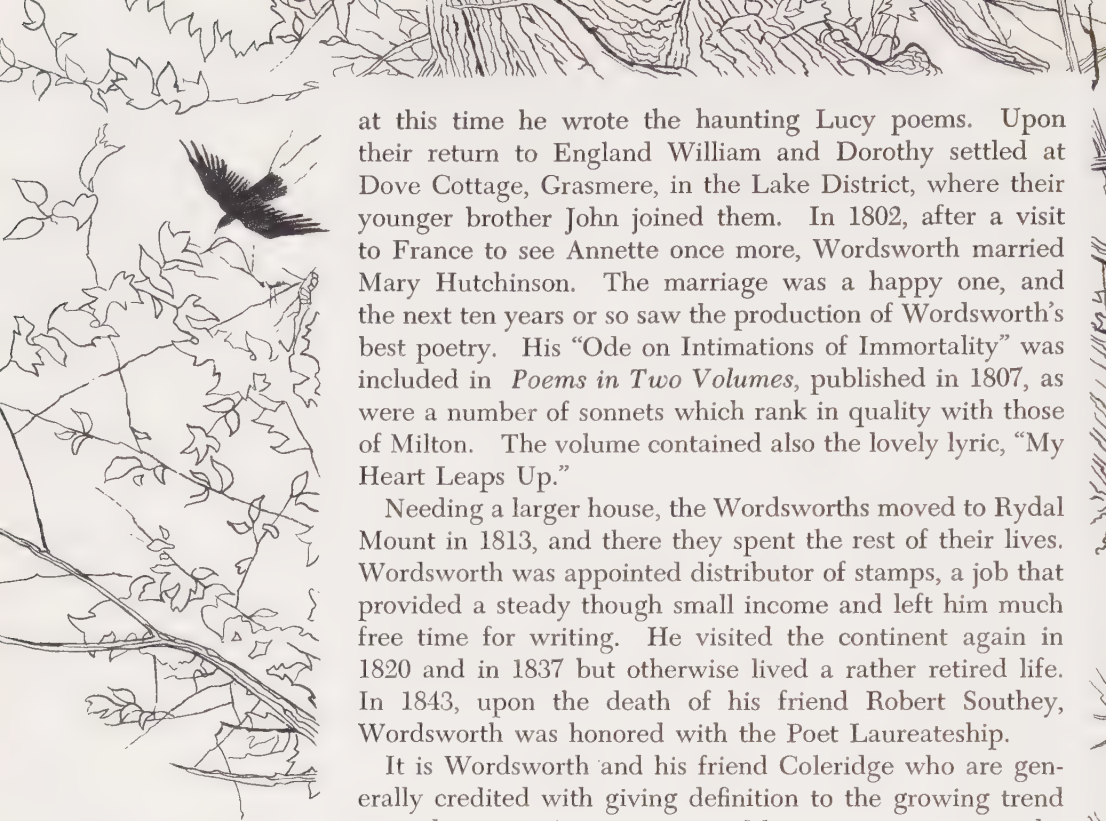 at this time he wrote the haunting Lucy poems. Upon
their return to England William and Dorothy settled at
Dove Cottage, Grasmere, in the Lake District, where their
younger brother John joined them. In 1802, after a visit
to France to see Annette once more, Wordsworth married
Mary Hutchinson. The marriage was a happy one, and
the next ten years or so saw the production of Wordsworth's
best poetry. His “Ode on Intimations of Immortality” was
included in Poems in Two Volumes, published in 1807, as
were a number of sonnets which rank in quality with those
of Milton. The volume contained also the lovely lyric, “My
Heart Leaps Up.”
Needing a larger house, the Wordsworths moved to Rydal
Mount in 1813, and there they spent the rest of their lives.
Wordsworth was appointed distributor of stamps, a job that
provided a steady though small income and left him much
free time for writing. He visited the continent again in
1820 and in 1837 but otherwise lived a rather retired life.
In 1843, upon the death of his friend Robert Southey,
Wordsworth was honored with the Poet Laureateship.
It is Wordsworth and his friend Coleridge who are gen-
erally credited with giving definition to the growing trend